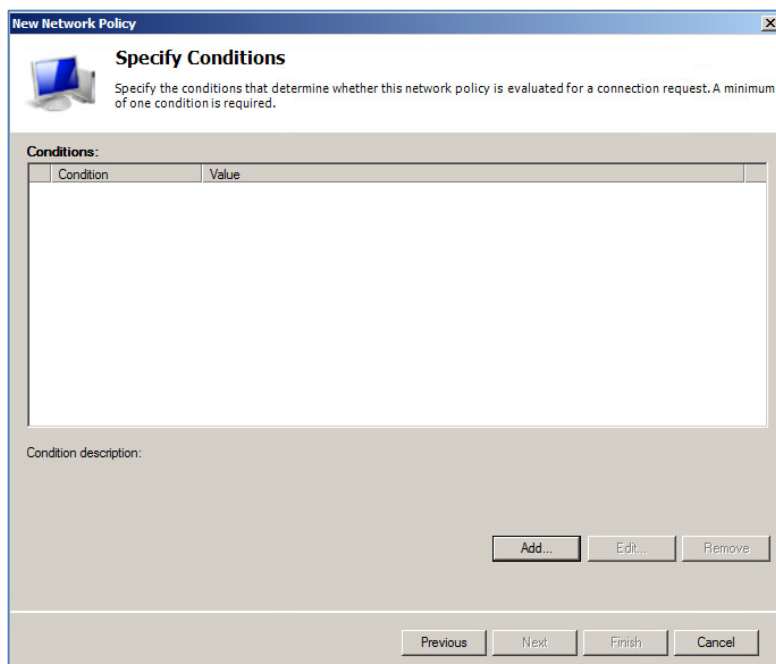 New Network Policy
Specify Conditions
Specify the conditions that determine whether this network policy is evaluated for a connection request. A minimum
of one condition is required.
Conditions:
Condition Value
Condition description:
Add... Edit... Remove
Previous Next Finish Cancel